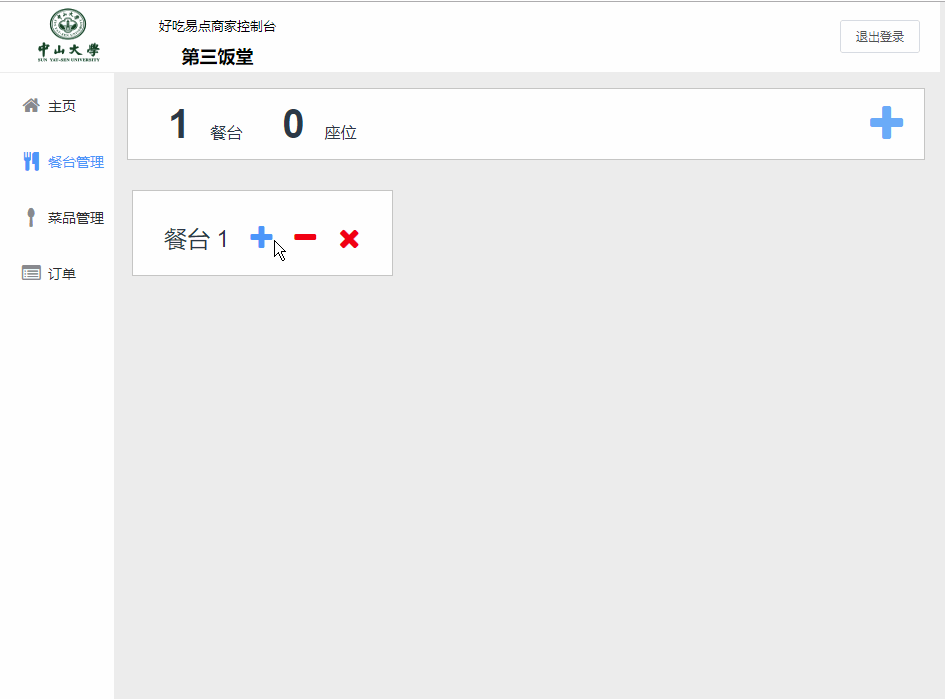 中山大學
SUN YAT-SEN UNIVERSITY
好吃易点商家控制台
第三饭堂
退出登录
主页
餐台管理
菜品管理
订单
1 餐台 0 座位
餐台 1